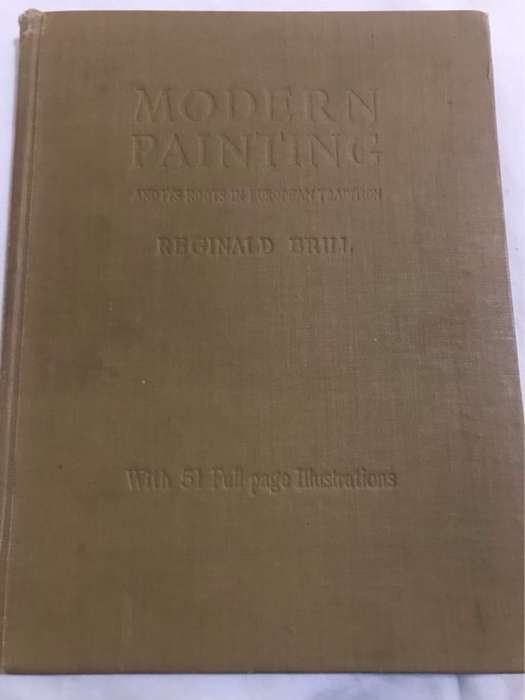 MODERN
PAINTING
AND ITS ROOTS IN EUROPEAN TRADITION
REGINALD BRILL
With 51 Full page Illustrations